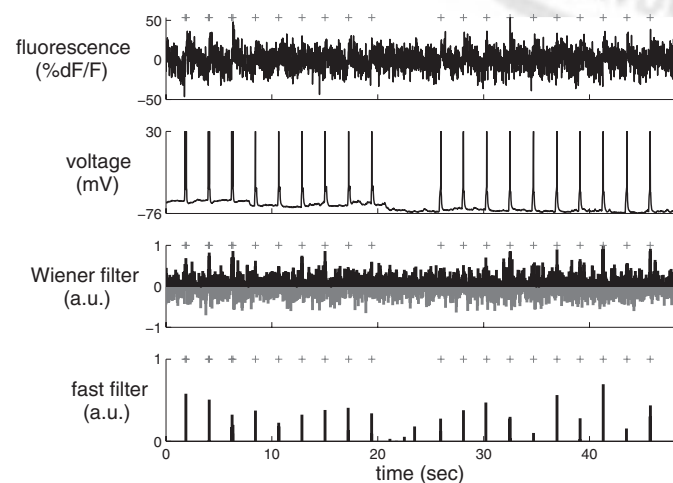 fluorescence
(%dF/F)
50
0
−50
voltage
(mV)
30
−76
Wiener filter
(a.u.)
1
0
−1
fast filter
(a.u.)
1
0
0 10 20 30 40
time (sec)